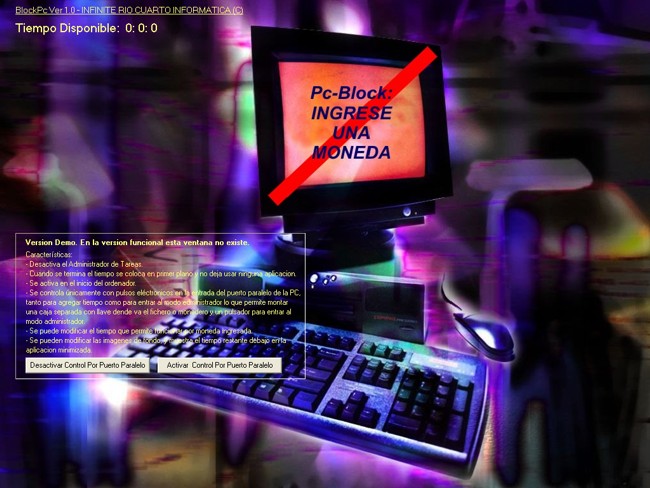 BlockPc Ver 1.0 - INFINITE RIO CUARTO INFORMATICA (C)
Tiempo Disponible: 0: 0: 0
Pc-Block:
INGRESE
UNA
MONEDA
Version Demo. En la version funcional esta ventana no existe.
Características:
- Desactiva el Administrador de Tareas.
- Cuando se termina el tiempo se coloca en primer plano y no deja usar ninguna aplicacion.
- Se activa en el inicio del ordenador.
- Se controla únicamente con pulsos eléctronicos en la entrada del puerto paralelo de la PC,
tanto para agregar tiempo como para entrar al modo administrador lo que permite montar
una caja separada con llave donde va el fichero o monedero y un pulsador para entrar al
modo administrador.
- Se puede modificar el tiempo que permite funcionar por moneda ingresada.
- Se pueden modificar las imagenes de fondo y muestra el tiempo restante debajo en la
aplicacion minimizada.
Desactivar Control Por Puerto Paralelo
Activar Control Por Puerto Paralelo